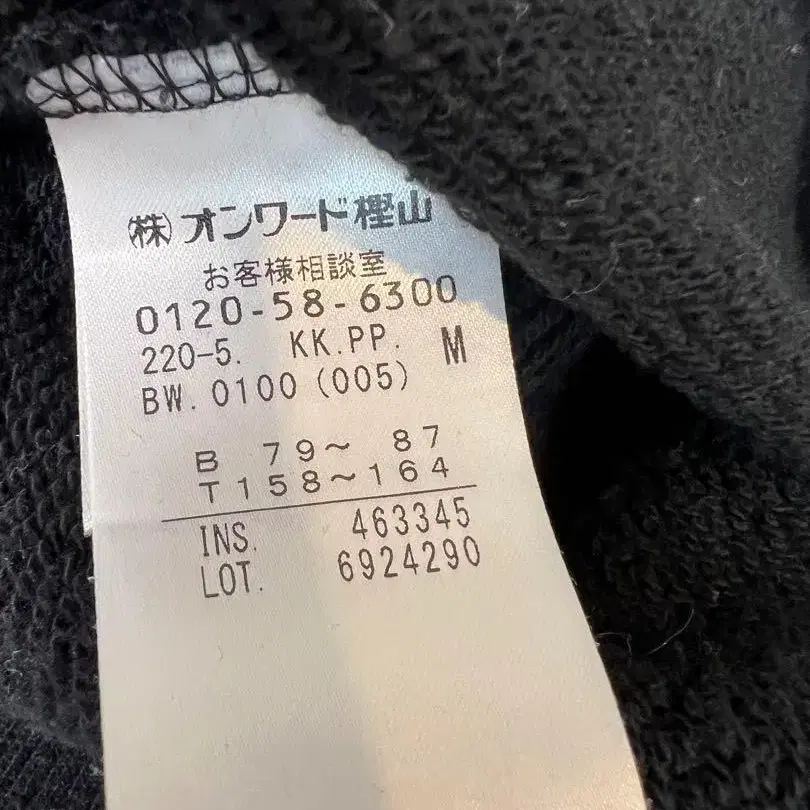 (株)オンワード樫山
お客様相談室
0120-58-6300
220-5. KK.PP. M
BW. 0100 (005)
B 79〜 87
T158〜164
INS. 463345
LOT. 6924290